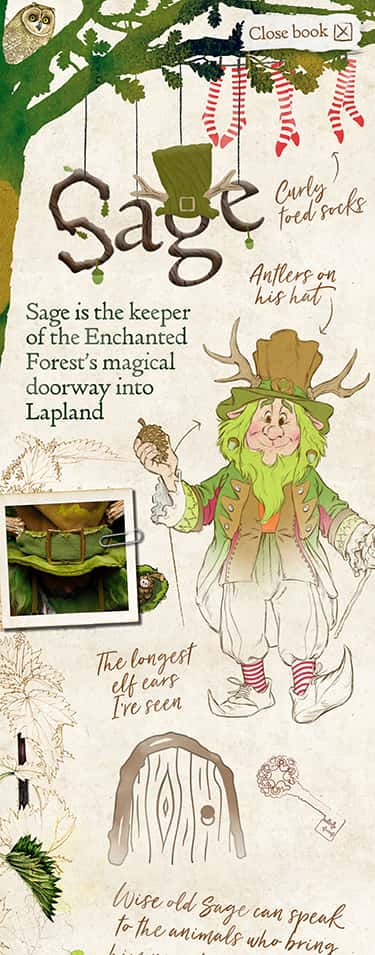 Close book
Sage
Curly
toed socks
Antlers on
his hat
Sage is the keeper
of the Enchanted
Forest's magical
doorway into
Lapland
The longest
elf ears
I've seen
Wise old Sage can speak
to the animals who bring